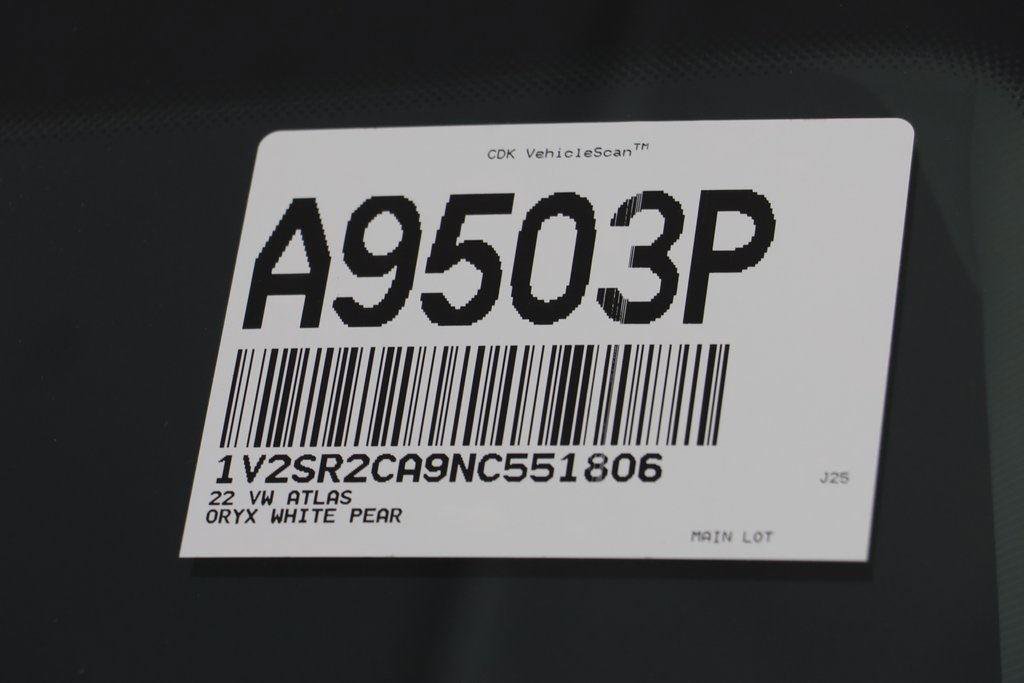 CDK VehicleScan™
A9503P
1V2SR2CA9NC551806
22 VW ATLAS
J25
ORYX WHITE PEAR
MAIN LOT